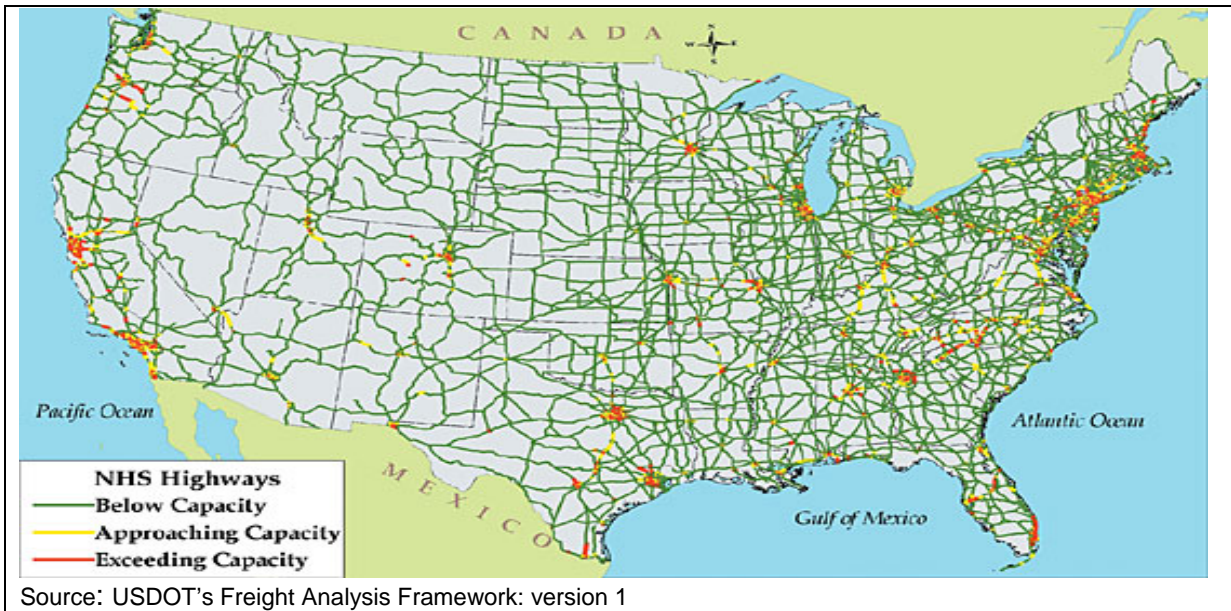 CANADA
N
W E
S
Pacific Ocean
Atlantic Ocean
MEXICO
Gulf of Mexico
NHS Highways
Below Capacity
Approaching Capacity
Exceeding Capacity
Source: USDOT's Freight Analysis Framework: version 1